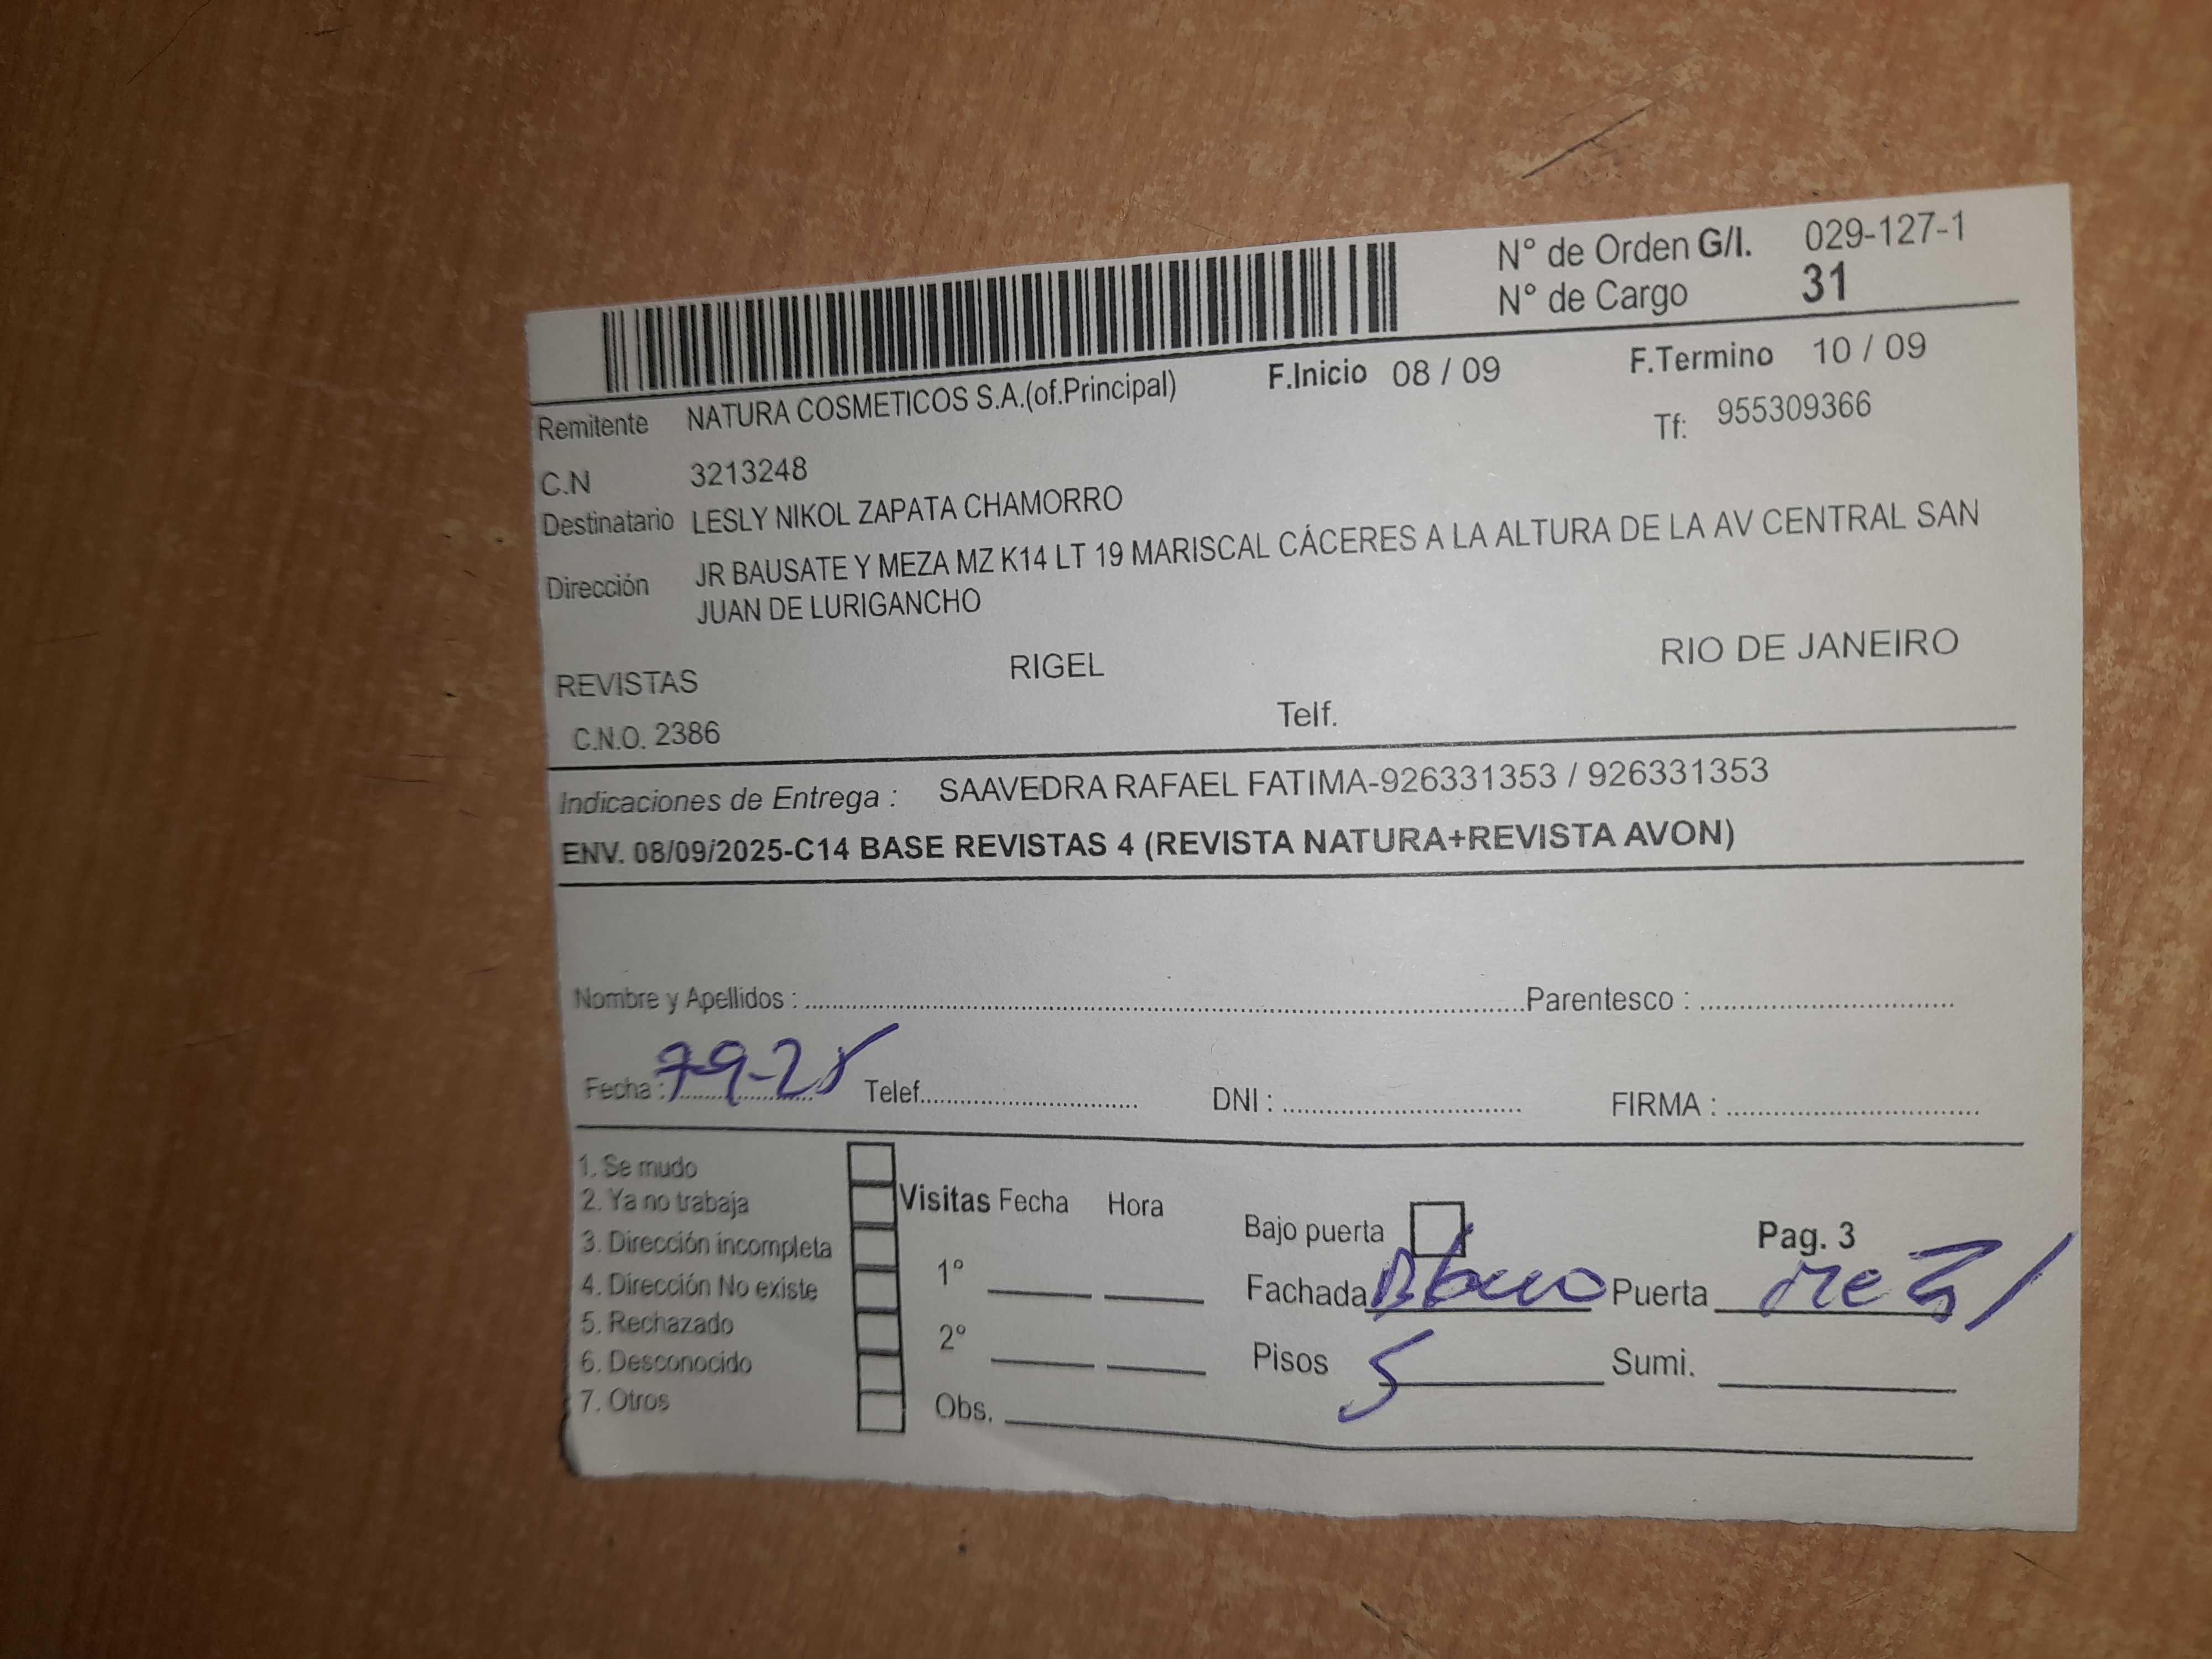 N° de Orden G/I. 029-127-1
N° de Cargo 31
F.Inicio 08 / 09 F.Termino 10 / 09
Remitente NATURA COSMETICOS S.A.(of.Principal)
Tf: 955309366
C.N 3213248
Destinatario LESLY NIKOL ZAPATA CHAMORRO
Dirección JR BAUSATE Y MEZA MZ K14 LT 19 MARISCAL CÁCERES A LA ALTURA DE LA AV CENTRAL SAN
JUAN DE LURIGANCHO
REVISTAS RIGEL RIO DE JANEIRO
C.N.O. 2386 Telf.
Indicaciones de Entrega : SAAVEDRA RAFAEL FATIMA-926331353 / 926331353
ENV. 08/09/2025-C14 BASE REVISTAS 4 (REVISTA NATURA+REVISTA AVON)
Nombre y Apellidos : Parentesco :
Fecha : 9-25 Telef. DNI : FIRMA :
1. Se mudo
2. Ya no trabaja
3. Dirección incompleta
4. Dirección No existe
5. Rechazado
6. Desconocido
7. Otros
Visitas Fecha Hora
1°
2°
Obs.
Bajo puerta Pag. 3
Fachada Puerta
Pisos 5 Sumi.